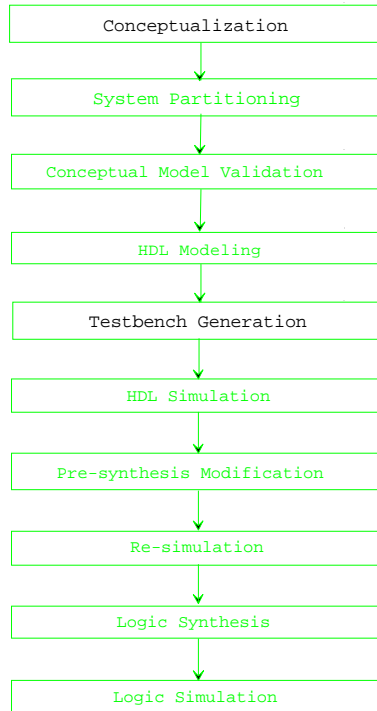 Conceptualization
System Partitioning
Conceptual Model Validation
HDL Modeling
Testbench Generation
HDL Simulation
Pre-synthesis Modification
Re-simulation
Logic Synthesis
Logic Simulation